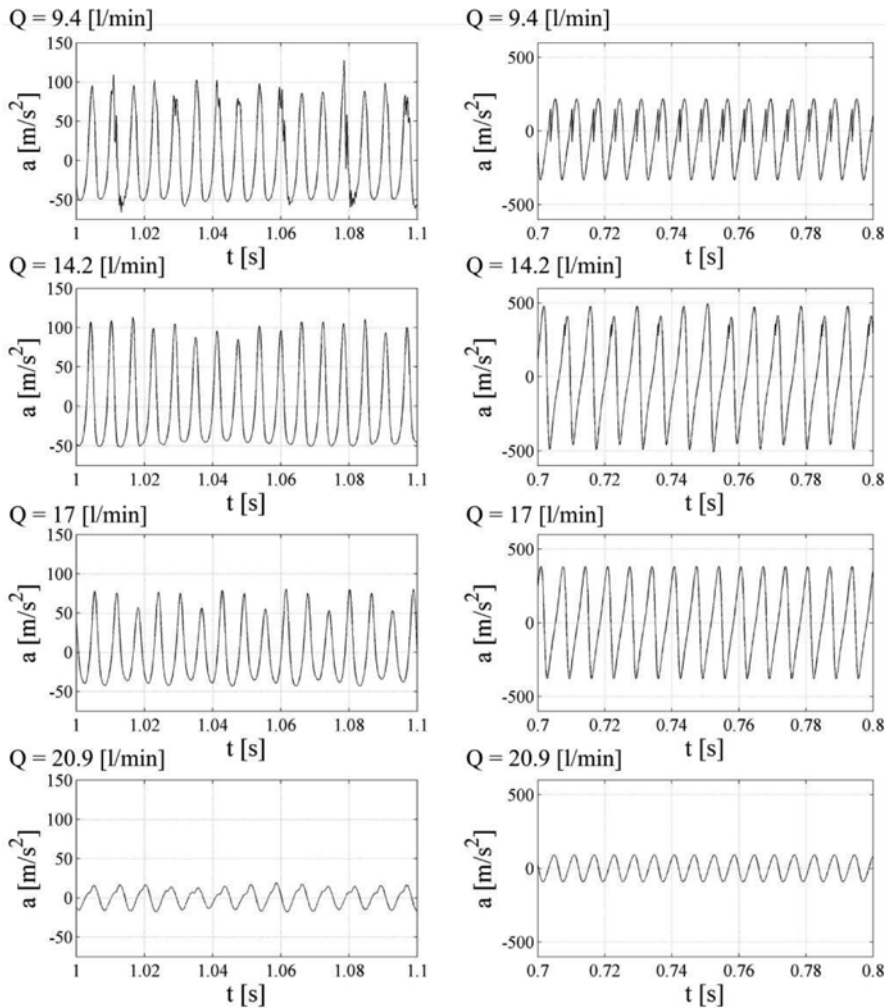 Q = 9.4 [l/min]
150
100
50
0
-50
a [m/s²]
1 1.02 1.04 1.06 1.08 1.1
t [s]
Q = 9.4 [l/min]
500
0
-500
a [m/s²]
0.7 0.72 0.74 0.76 0.78 0.8
t [s]
Q = 14.2 [l/min]
150
100
50
0
-50
a [m/s²]
1 1.02 1.04 1.06 1.08 1.1
t [s]
Q = 14.2 [l/min]
500
0
-500
a [m/s²]
0.7 0.72 0.74 0.76 0.78 0.8
t [s]
Q = 17 [l/min]
150
100
50
0
-50
a [m/s²]
1 1.02 1.04 1.06 1.08 1.1
t [s]
Q = 17 [l/min]
500
0
-500
a [m/s²]
0.7 0.72 0.74 0.76 0.78 0.8
t [s]
Q = 20.9 [l/min]
150
100
50
0
-50
a [m/s²]
1 1.02 1.04 1.06 1.08 1.1
t [s]
Q = 20.9 [l/min]
500
0
-500
a [m/s²]
0.7 0.72 0.74 0.76 0.78 0.8
t [s]